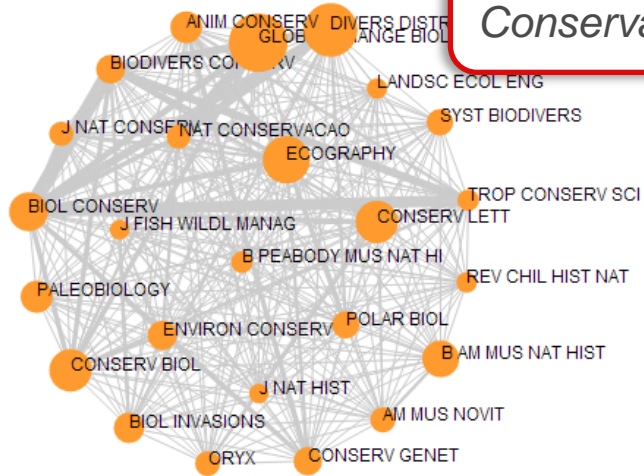 Conserva
ANIM CONSERV
DIVERS DISTR
GLOB ANGE BIOL
BIODIVERS CONSERV
LANDSC ECOL ENG
SYST BIODIVERS
J NAT CONSERV
NAT CONSERVACAO
ECOGRAPHY
TROP CONSERV SCI
BIOL CONSERV
J FISH WILDL MANAG
CONSERV LETT
B PEABODY MUS NAT HI
REV CHIL HIST NAT
PALEOBIOLOGY
POLAR BIOL
ENVIRON CONSERV
B AM MUS NAT HIST
CONSERV BIOL
J NAT HIST
AM MUS NOVIT
BIOL INVASIONS
ORYX
CONSERV GENET